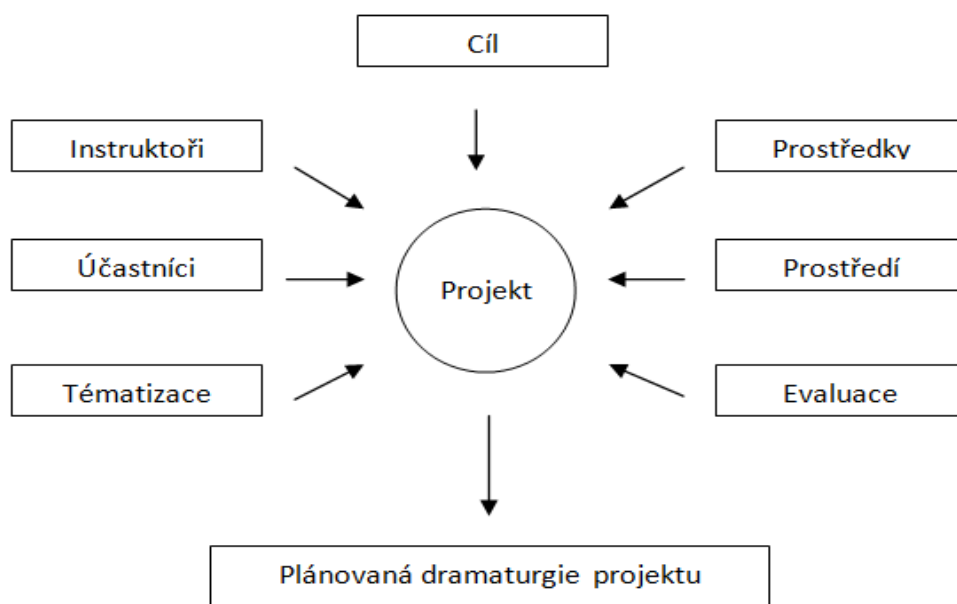 Cíl
Instruktoři
Prostředky
Účastníci
Projekt
Prostředí
Tématizace
Evaluace
Plánovaná dramaturgie projektu